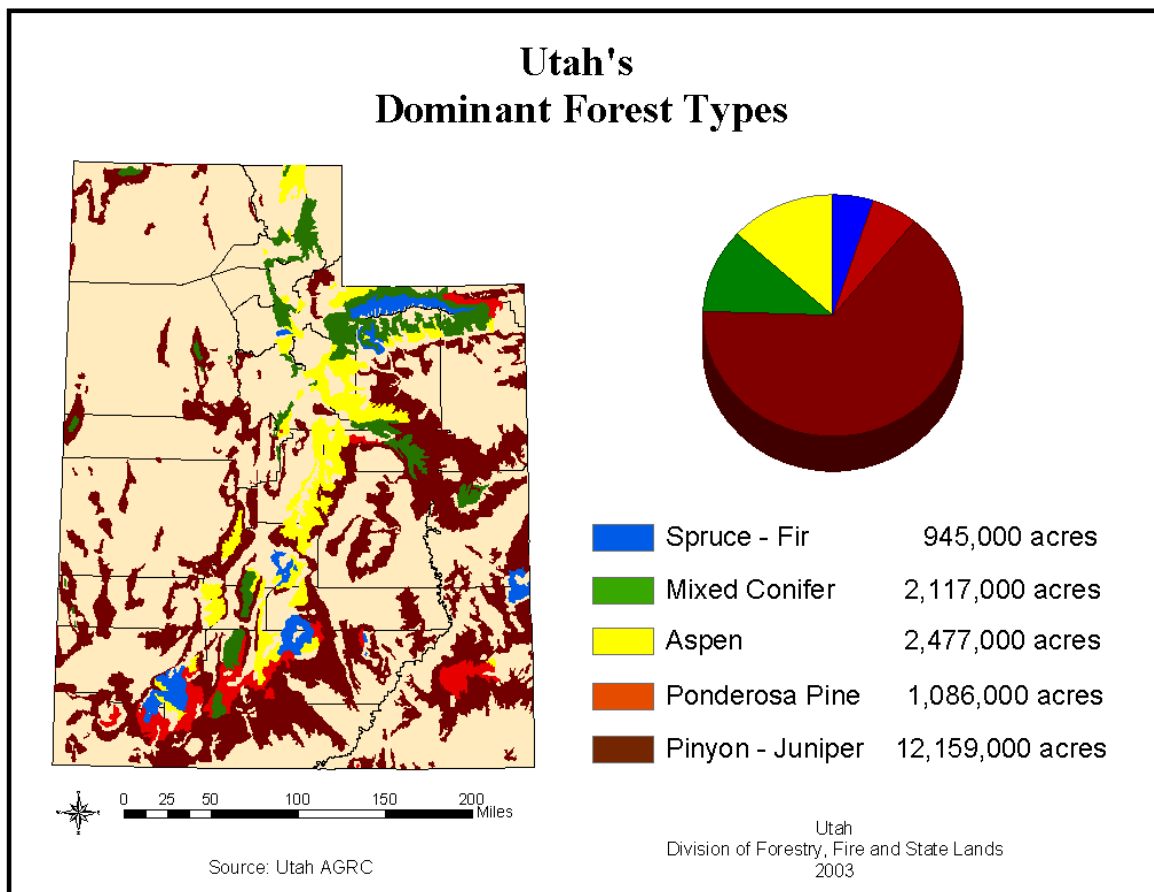 Utah's
Dominant Forest Types
Spruce - Fir 945,000 acres
Mixed Conifer 2,117,000 acres
Aspen 2,477,000 acres
Ponderosa Pine 1,086,000 acres
Pinyon - Juniper 12,159,000 acres
0 25 50 100 150 200
Miles
Source: Utah AGRC
Utah
Division of Forestry, Fire and State Lands
2003